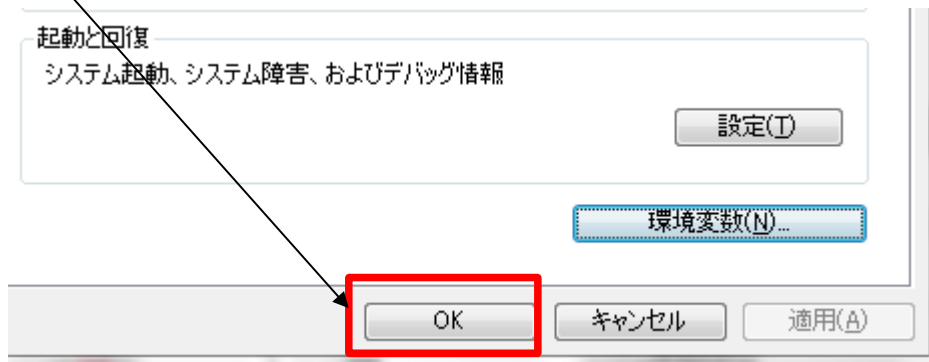 起動と回復
システム起動、システム障害、およびデバッグ情報
設定(T)
環境変数(N)...
OK
キャンセル
適用(A)